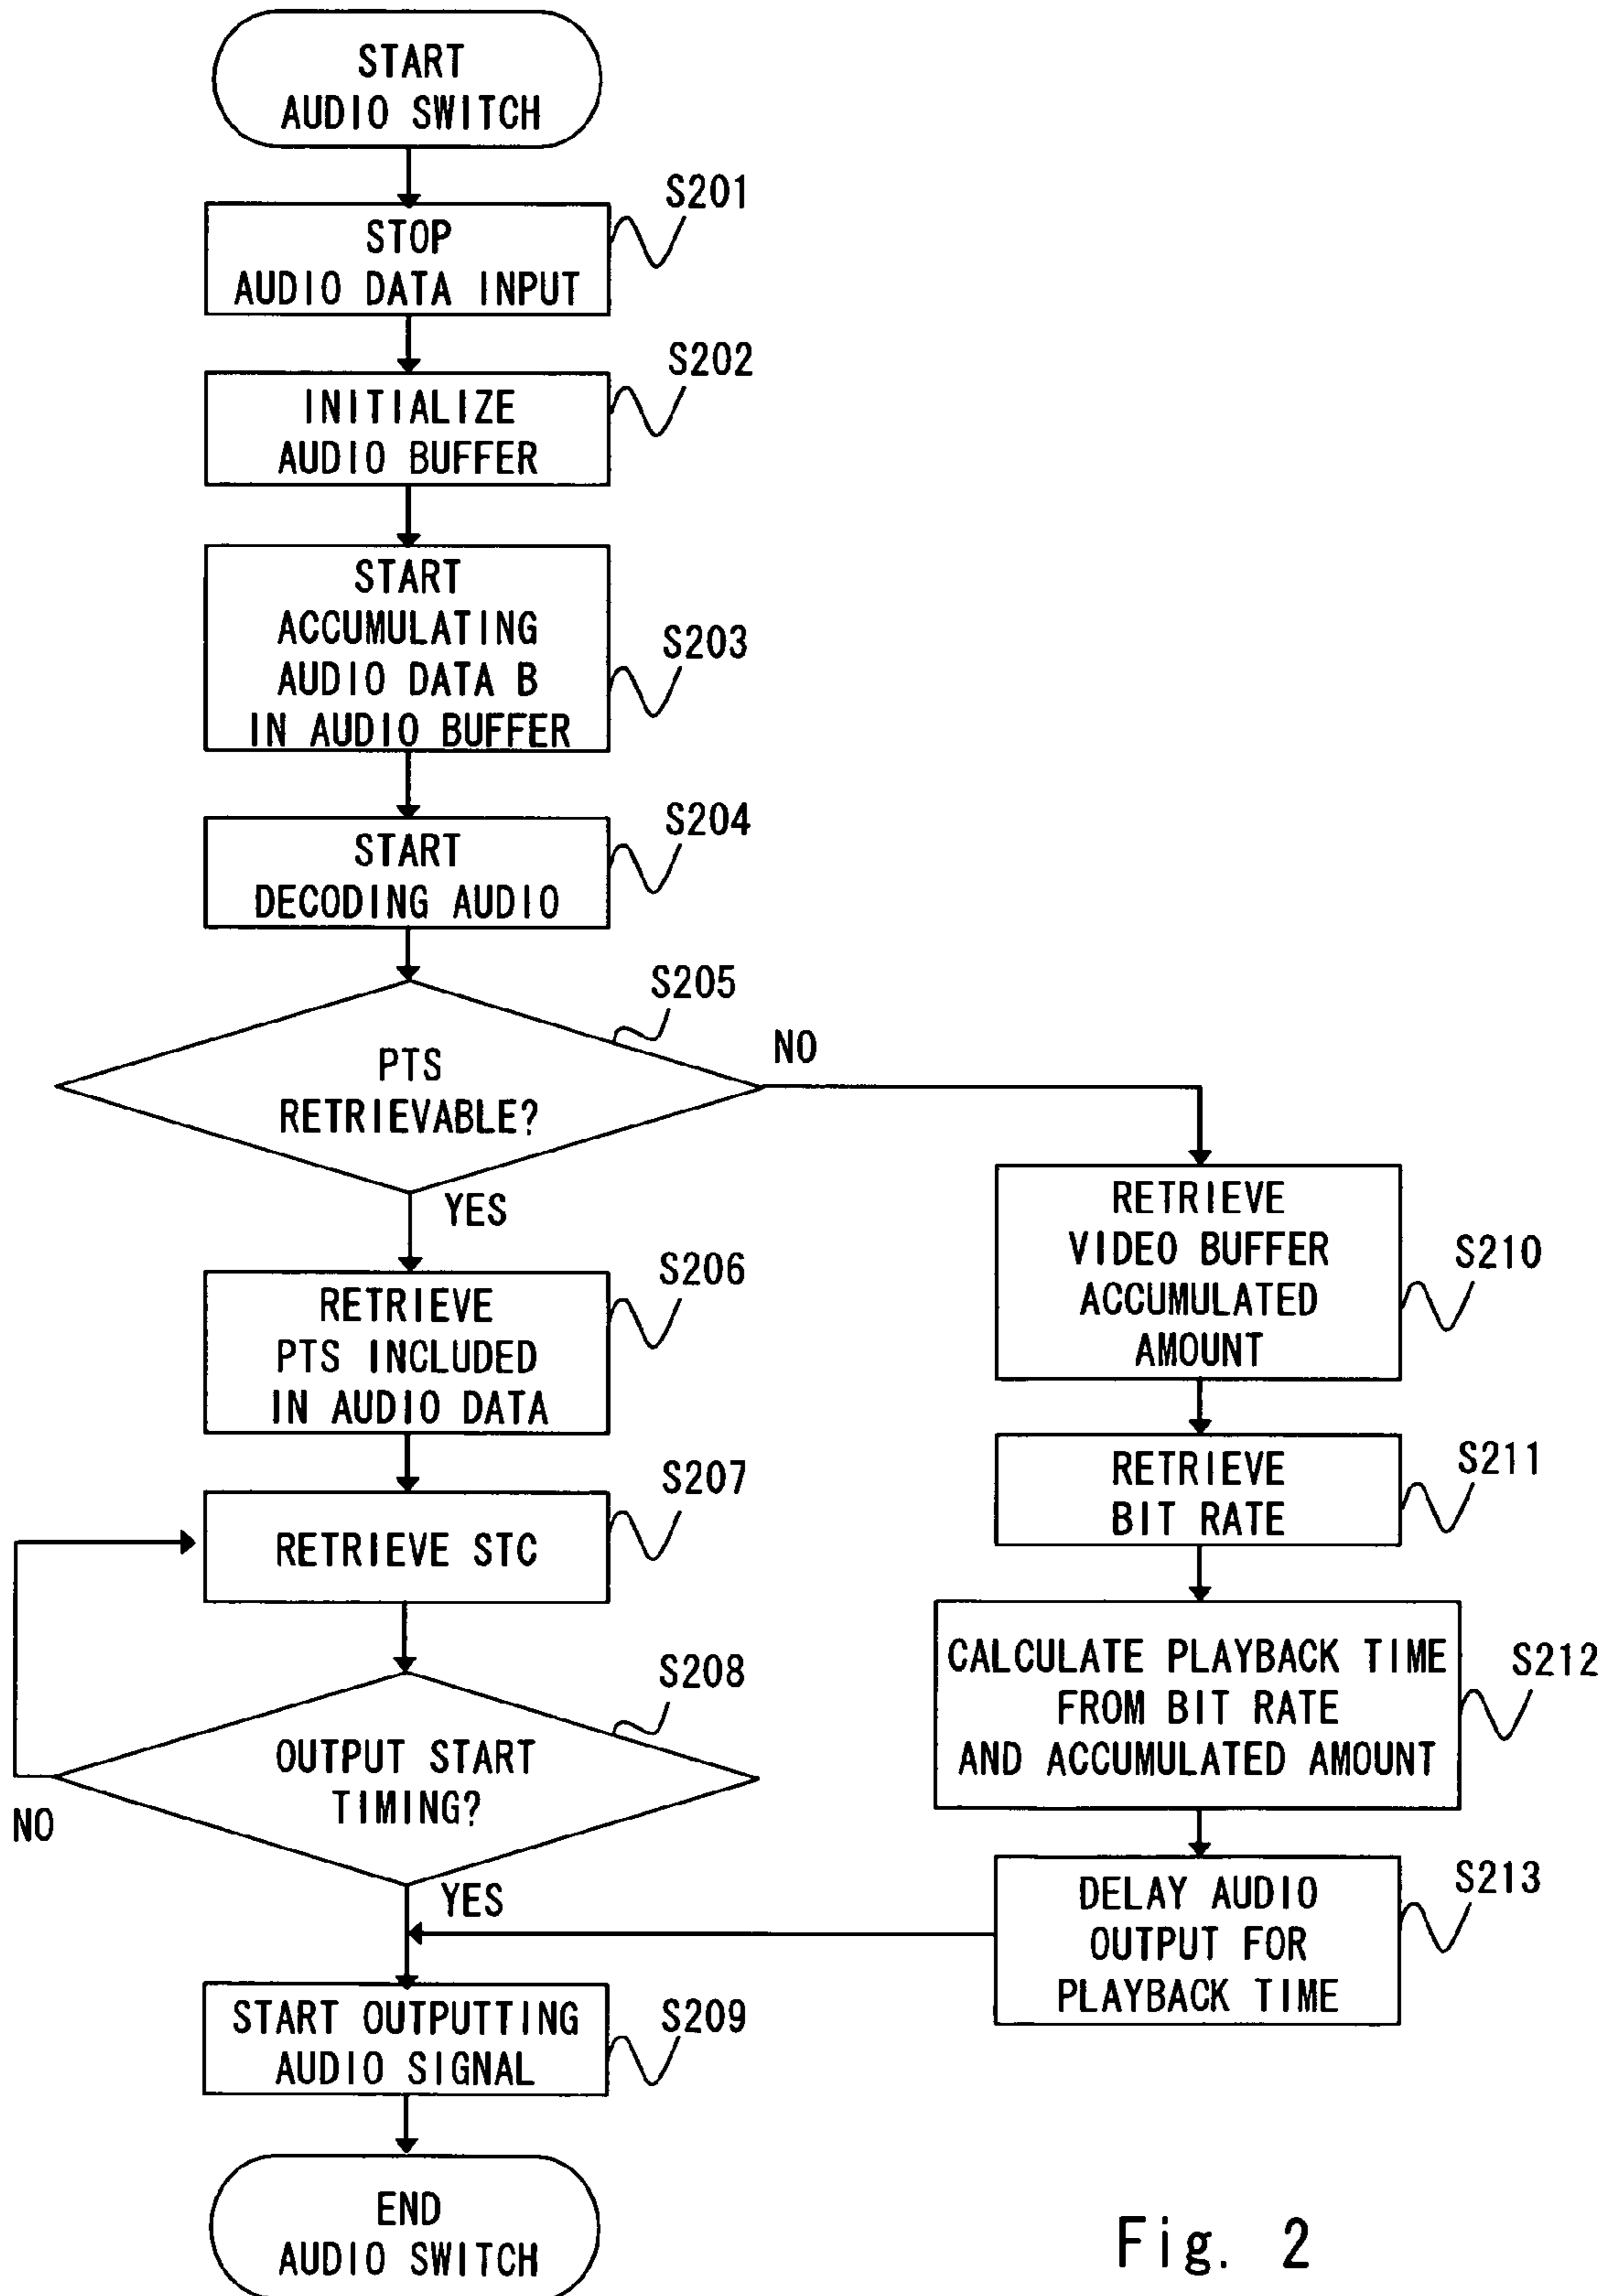 START
AUDIO SWITCH
S201
STOP
AUDIO DATA INPUT
S202
INITIALIZE
AUDIO BUFFER
START
ACCUMULATING
AUDIO DATA B
IN AUDIO BUFFER
S203
S204
START
DECODING AUDIO
S205
PTS
RETRIEVABLE?
NO
YES
S206
RETRIEVE
PTS INCLUDED
IN AUDIO DATA
S207
RETRIEVE STC
S208
OUTPUT START
TIMING?
NO
YES
RETRIEVE
VIDEO BUFFER
ACCUMULATED
AMOUNT
S210
RETRIEVE
BIT RATE
S211
CALCULATE PLAYBACK TIME
FROM BIT RATE
AND ACCUMULATED AMOUNT
S212
DELAY AUDIO
OUTPUT FOR
PLAYBACK TIME
S213
START OUTPUTTING
AUDIO SIGNAL
S209
END
AUDIO SWITCH
Fig. 2